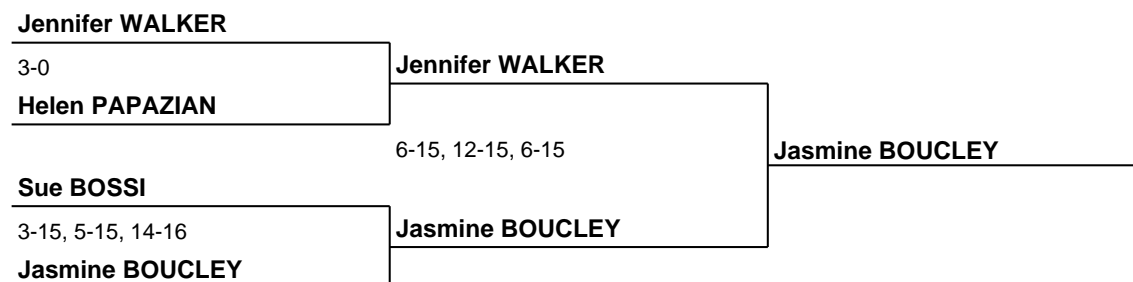 Jennifer WALKER
3-0
Jennifer WALKER
Helen PAPAZIAN
6-15, 12-15, 6-15
Jasmine BOUCLEY
Sue BOSSI
3-15, 5-15, 14-16
Jasmine BOUCLEY
Jasmine BOUCLEY